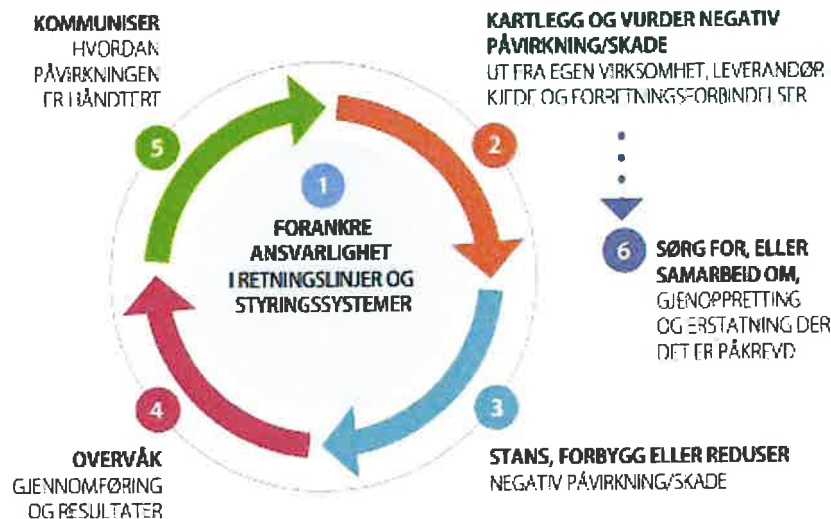 KOMMUNISER
HVORDAN
PÅVIRKNINGEN
ER HÅNDTERT
5
KARTLEGG OG VURDER NEGATIV
PÅVIRKNING/SKADE
UT FRA EGEN VIRKSOMHET, LEVERANDØR
KJEDE OG FORRETNINGSFORBINDELSER
2
1
FORANKRE
ANSVARLIGHET
I RETNINGSLINJER OG
STYRINGSSYSTEMER
6
SØRG FOR, ELLER
SAMARBEID OM,
GJENOPPRETTING
OG ERSTATNING DER
DET ER PÅKREVD
4
OVERVÅK
GJENNOMFØRING
OG RESULTATER
3
STANS, FORBYGG ELLER REDUSER
NEGATIV PÅVIRKNING/SKADE